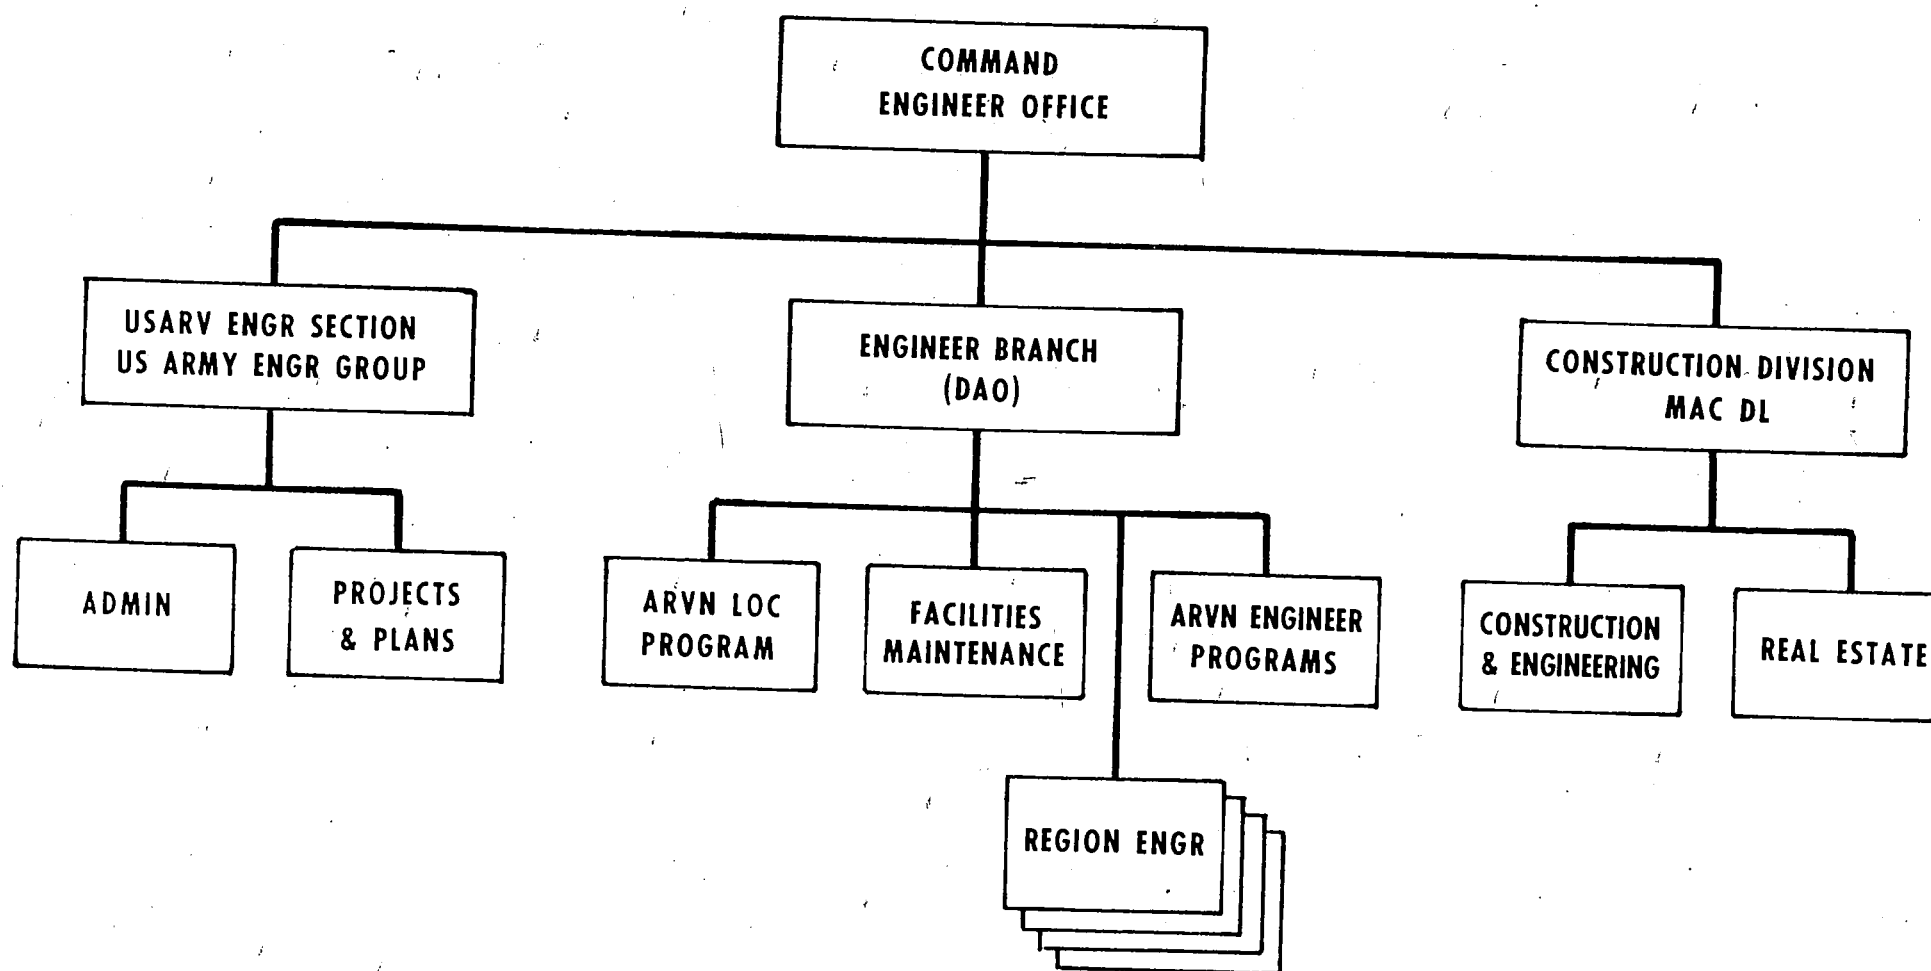 COMMAND
ENGINEER OFFICE
USARV ENGR SECTION
US ARMY ENGR GROUP
ENGINEER BRANCH
(DAO)
CONSTRUCTION DIVISION
MAC DL
ADMIN
PROJECTS
& PLANS
ARVN LOC
PROGRAM
FACILITIES
MAINTENANCE
ARVN ENGINEER
PROGRAMS
CONSTRUCTION
& ENGINEERING
REAL ESTATE
REGION ENGR